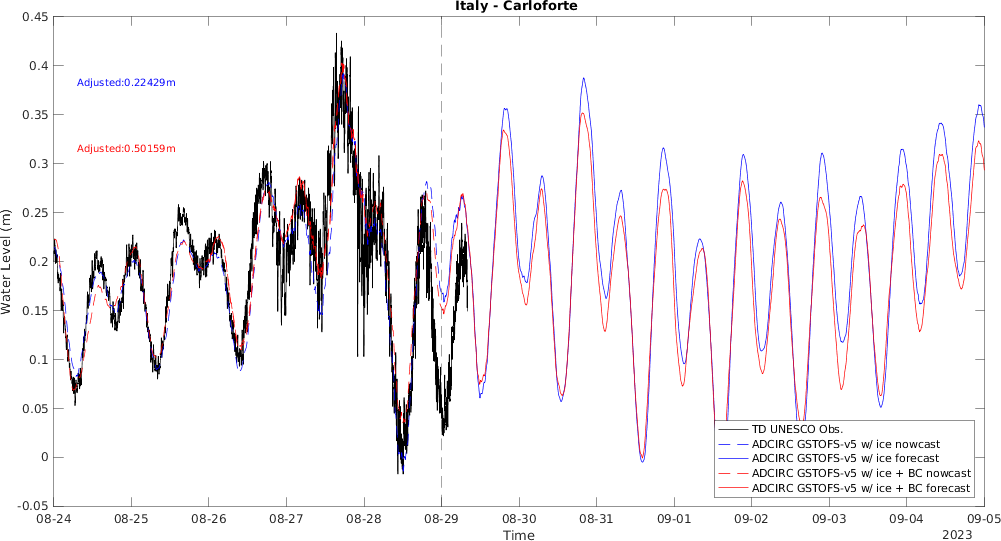 Italy - Carloforte
Water Level (m)
0.45
0.4
0.35
0.3
0.25
0.2
0.15
0.1
0.05
0
-0.05
Adjusted:0.22429m
Adjusted:0.50159m
TD UNESCO Obs.
ADCIRC GSTOFS-v5 w/ ice nowcast
ADCIRC GSTOFS-v5 w/ ice forecast
ADCIRC GSTOFS-v5 w/ ice + BC nowcast
ADCIRC GSTOFS-v5 w/ ice + BC forecast
08-24 08-25 08-26 08-27 08-28 08-29 08-30 08-31 09-01 09-02 09-03 09-04 09-05
Time
2023